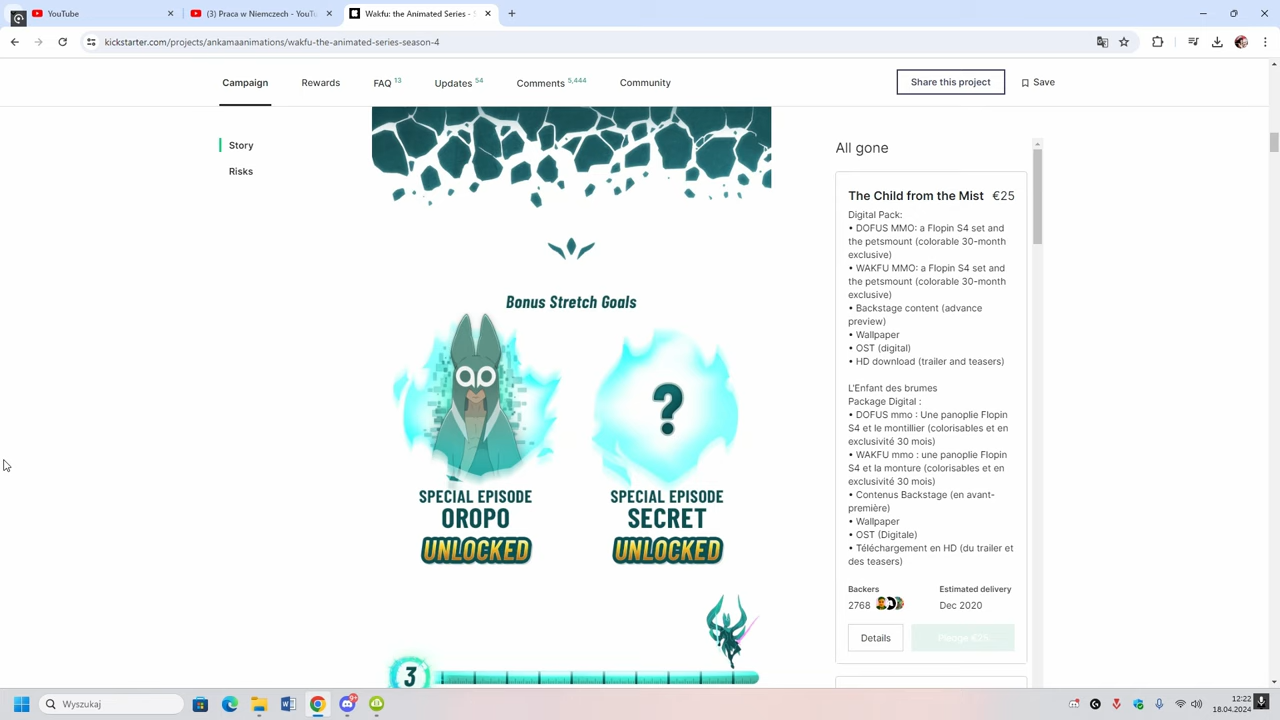 YouTube
(3) Praca w Niemczech - YouTu
Wakfu: the Animated Series -
kickstarter.com/projects/ankamaanimations/wakfu-the-animated-series-season-4
Campaign
Rewards
FAQ 13
Updates 54
Comments 5,444
Community
Share this project
Save
Story
Risks
Bonus Stretch Goals
SPECIAL EPISODE
OROPO
UNLOCKED
?
SPECIAL EPISODE
SECRET
UNLOCKED
3
All gone
The Child from the Mist €25
Digital Pack:
• DOFUS MMO: a Flopin S4 set and
the petsmount (colorable 30-month
exclusive)
• WAKFU MMO: a Flopin S4 set and
the petsmount (colorable 30-month
exclusive)
• Backstage content (advance
preview)
• Wallpaper
• OST (digital)
• HD download (trailer and teasers)
L'Enfant des brumes
Package Digital :
• DOFUS mmo : Une panoplie Flopin
S4 et le montillier (colorisables et en
exclusivité 30 mois)
• WAKFU mmo : une panoplie Flopin
S4 et la monture (colorisables et en
exclusivité 30 mois)
• Contenus Backstage (en avant-
première)
• Wallpaper
• OST (Digitale)
• Téléchargement en HD (du trailer et
des teasers)
Backers
2768
Estimated delivery
Dec 2020
Details
Pledge €25
Wyszukaj
12:22
18.04.2024